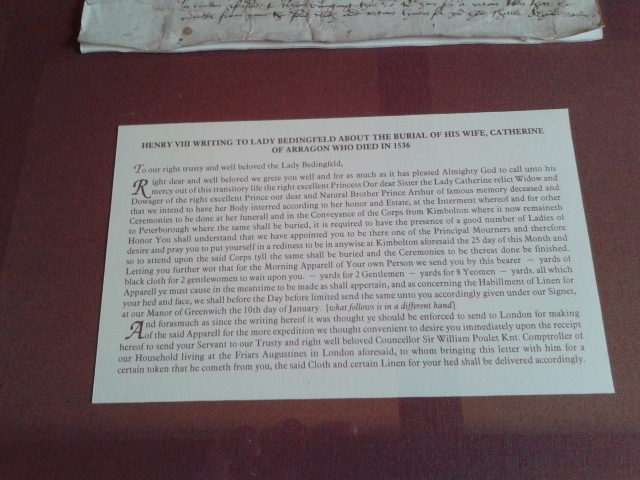 HENRY VIII WRITING TO LADY BEDINGFELD ABOUT THE BURIAL OF HIS WIFE, CATHERINE
OF ARRAGON WHO DIED IN 1536
To our right trusty and well beloved the Lady Bedingfeld,
Right dear and well beloved we grete you well and for as much as it has pleased Almighty God to call unto his
mercy out of this transitory life the right excellent Princess Our dear Sister the Lady Catherine relict Widow and
Dowager of the right excellent Prince our dear and Natural Brother Prince Arthur of famous memory deceased and
that we intend to have her Body interred according to her honor and Estate, at the Interment whereof and for other
Ceremonies to be done at her funerall and in the Conveyance of the Corps from Kimbolton where it now remaineth
to Peterborough where the same shall be buried, it is required to have the presence of a good number of Ladies of
Honor You shall understand that we have appointed you to be there one of the Principal Mourners and therefore
desire and pray you to put yourself in a rediness to be in anywise at Kimbolton aforesaid the 25 day of this Month and
so to attend upon the said Corps tyll the same shall be buried and the Ceremonies to be thereat done be finished.
Letting you further wot that for the Morning Apparell of Your own Person we send you by this bearer ~ yards of
black cloth for 2 gentlewomen to wait upon you. ~ yards for 2 Gentlemen ~ yards for 8 Yeomen ~ yards, all which
Apparell ye must cause in the meantime to be made as shall appertain, and as concerning the Habillment of Linen for
your hed and face, we shall before the Day before limited send the same unto you accordingly given under our Signet,
at our Manor of Greenwich the 10th day of January. [what follows is in a different hand]
And forasmuch as since the writing hereof it was thought ye should be enforced to send to London for making
of the said Apparell for the more expedition we thought convenient to desire you immediately upon the receipt
hereof to send your Servant to our Trusty and right well beloved Councellor Sir William Poulet Knt. Comptroller of
our Household living at the Friars Augustines in London aforesaid, to whom bringing this letter with him for a
certain token that he cometh from you, the said Cloth and certain Linen for your hed shall be delivered accordingly.